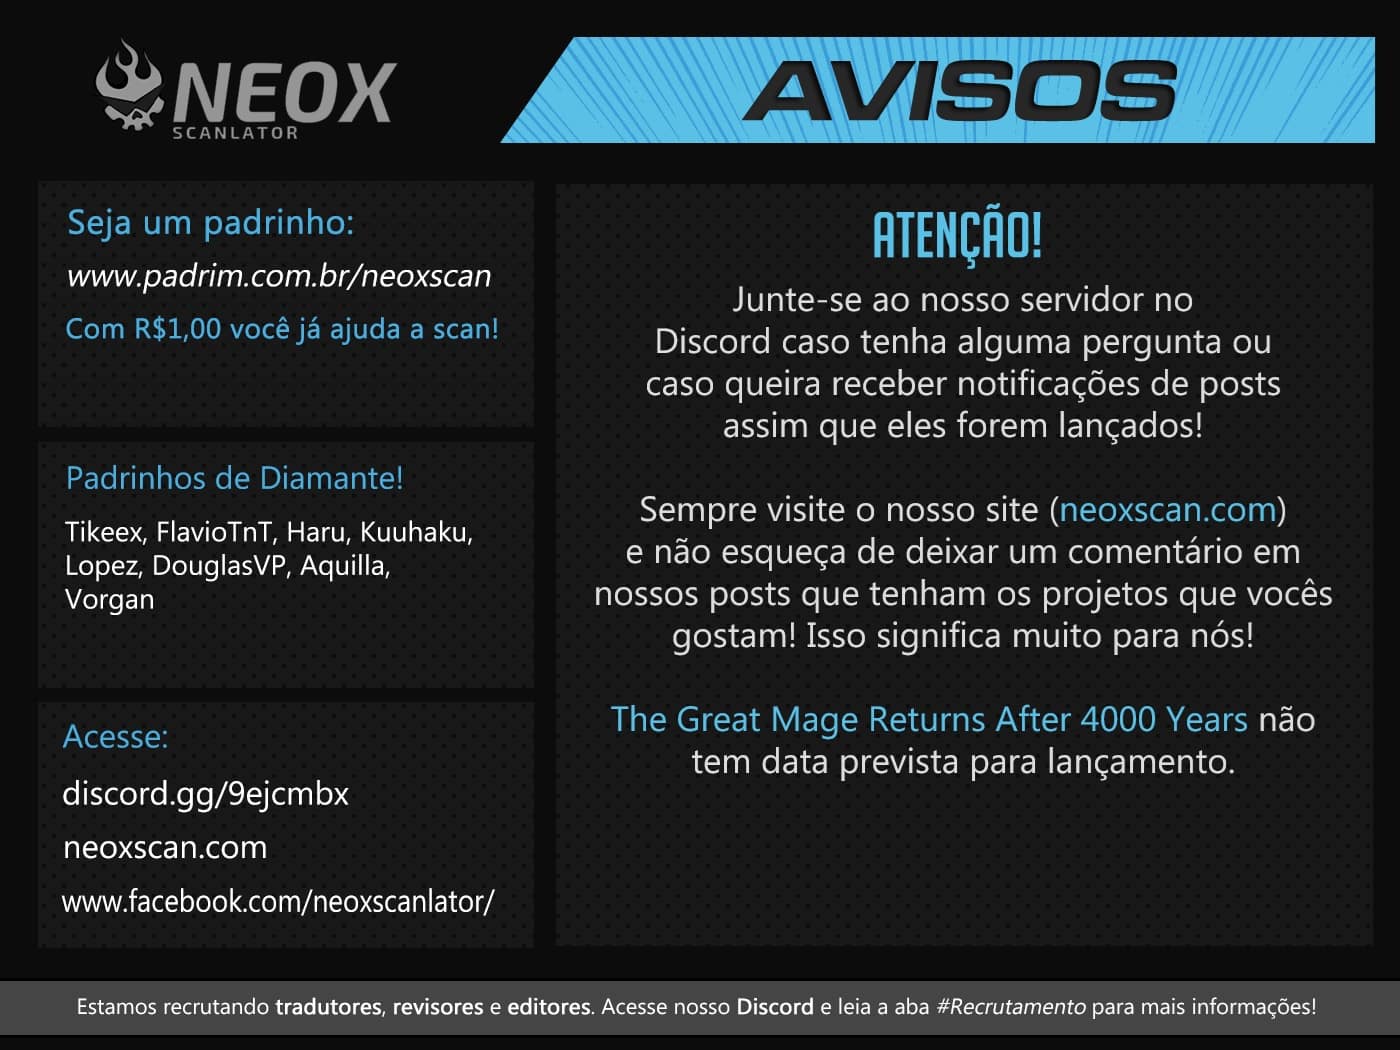 NEOX
SCANLATOR
AVISOS
Seja um padrinho:
www.padrim.com.br/neoxscan
Com R$1,00 você já ajuda a scan!
Padrinhos de Diamante!
Tikeex, FlavioTnT, Haru, Kuuhaku,
Lopez, DouglasVP, Aquilla,
Vorgan
Acesse:
discord.gg/9ejcmbx
neoxscan.com
www.facebook.com/neoxscanlator/
ATENÇÃO!
Junte-se ao nosso servidor no
Discord caso tenha alguma pergunta ou
caso queira receber notificações de posts
assim que eles forem lançados!
Sempre visite o nosso site (neoxscan.com)
e não esqueça de deixar um comentário em
nossos posts que tenham os projetos que vocês
gostam! Isso significa muito para nós!
The Great Mage Returns After 4000 Years não
tem data prevista para lançamento.
Estamos recrutando tradutores, revisores e editores. Acesse nosso Discord e leia a aba #Recrutamento para mais informações!